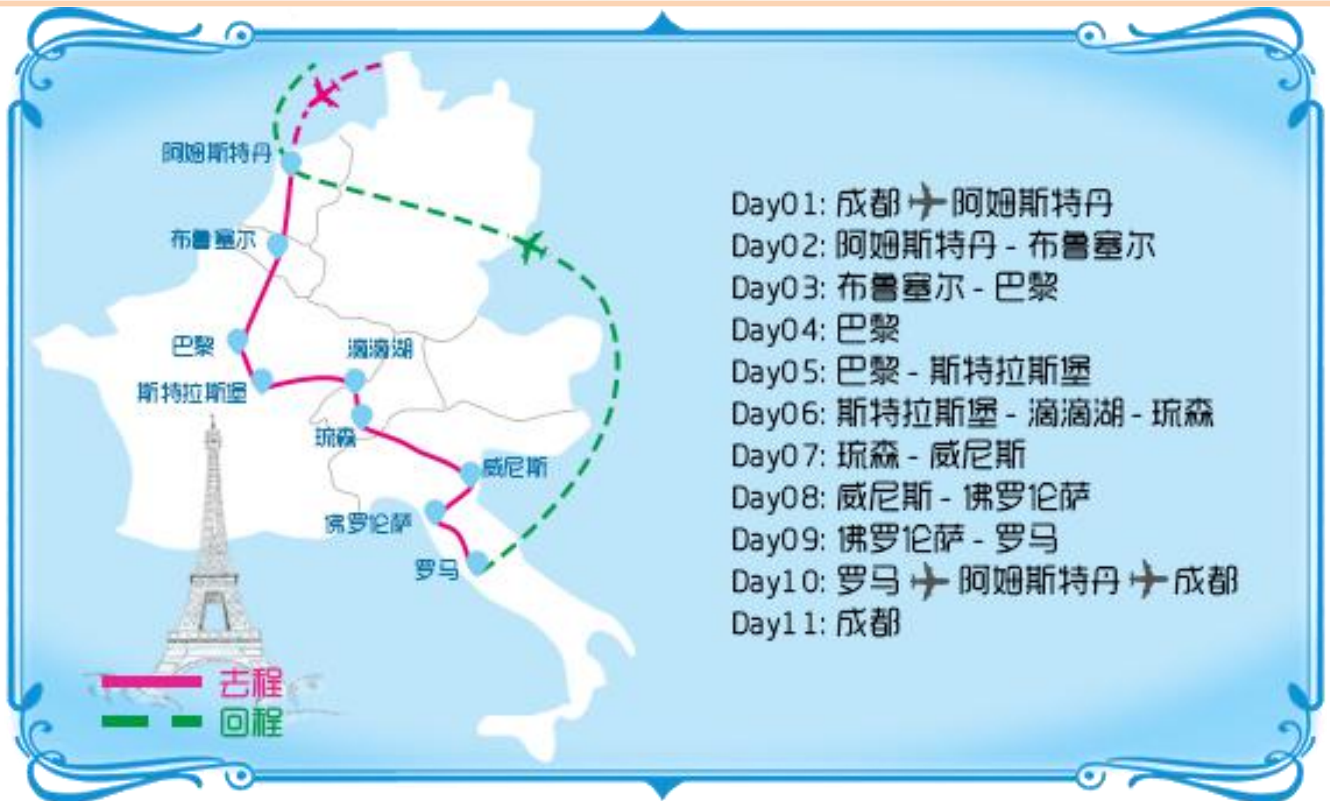 阿姆斯特丹
布鲁塞尔
巴黎
滴滴湖
斯特拉斯堡
琉森
威尼斯
佛罗伦萨
罗马
去程
回程
Day01: 成都 ✈ 阿姆斯特丹
Day02: 阿姆斯特丹 - 布鲁塞尔
Day03: 布鲁塞尔 - 巴黎
Day04: 巴黎
Day05: 巴黎 - 斯特拉斯堡
Day06: 斯特拉斯堡 - 滴滴湖 - 琉森
Day07: 琉森 - 威尼斯
Day08: 威尼斯 - 佛罗伦萨
Day09: 佛罗伦萨 - 罗马
Day10: 罗马 ✈ 阿姆斯特丹 ✈ 成都
Day11: 成都